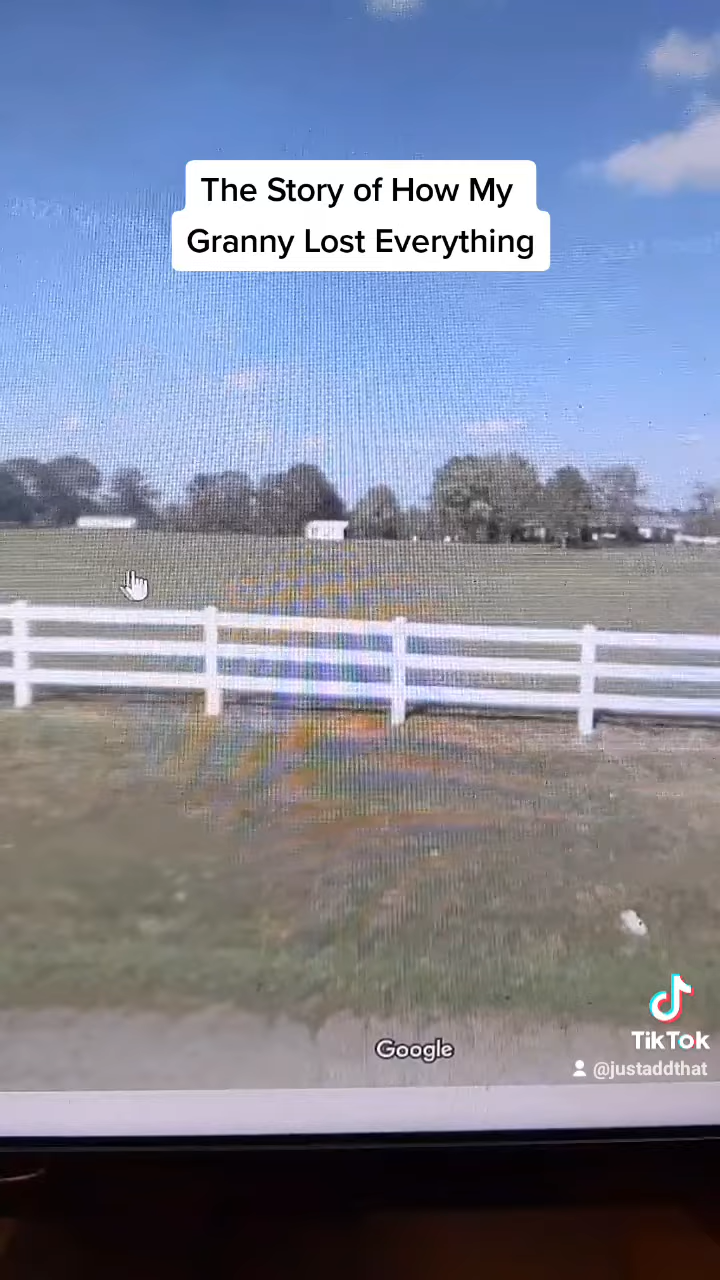 The Story of How My
Granny Lost Everything
Google
TikTok
@justaddthat